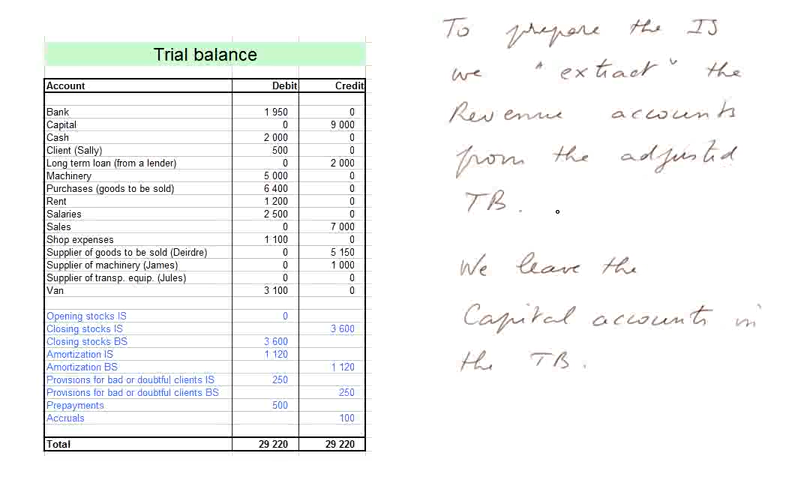 Trial balance
Account Debit Credit
Bank 1 950 0
Capital 0 9 000
Cash 2 000 0
Client (Sally) 500 0
Long term loan (from a lender) 0 2 000
Machinery 5 000 0
Purchases (goods to be sold) 6 400 0
Rent 1 200 0
Salaries 2 500 0
Sales 0 7 000
Shop expenses 1 100 0
Supplier of goods to be sold (Deirdre) 0 5 150
Supplier of machinery (James) 0 1 000
Supplier of transp. equip. (Jules) 0 0
Van 3 100 0
Opening stocks IS 0
Closing stocks IS 3 600
Closing stocks BS 3 600
Amortization IS 1 120
Amortization BS 1 120
Provisions for bad or doubtful clients IS 250
Provisions for bad or doubtful clients BS 250
Prepayments 500
Accruals 100
Total 29 220 29 220
To prepare the IS
we "extract" the
Revenue accounts
from the adjusted
TB.
We leave the
Capital accounts in
the TB.